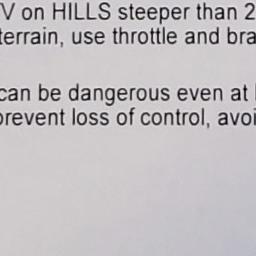 V on HILLS steeper than 2
terrain, use throttle and bra
can be dangerous even at
prevent loss of control, avoi